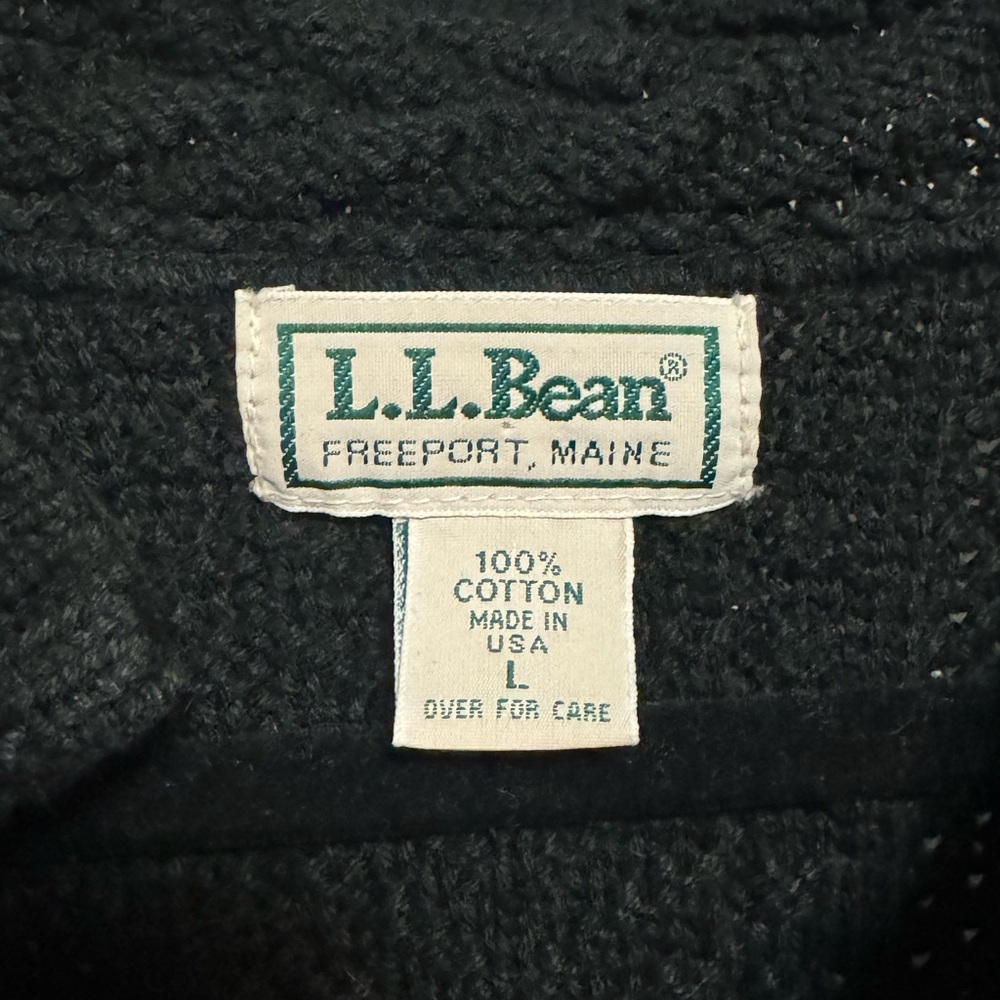 L.L.Bean®
FREEPORT, MAINE
100%
COTTON
MADE IN
USA
L
OVER FOR CARE